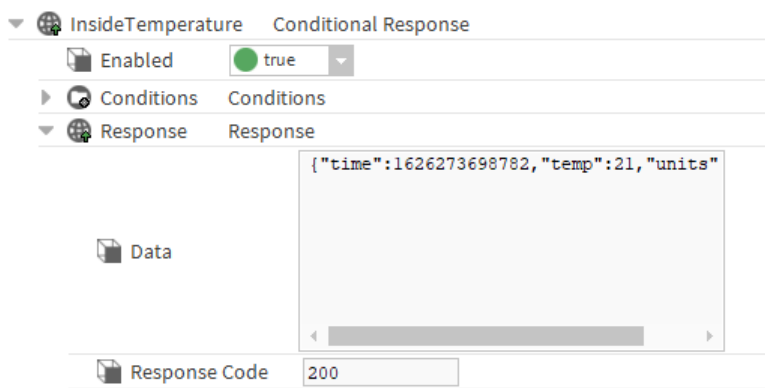 InsideTemperature Conditional Response
Enabled true
Conditions Conditions
Response Response
{"time":1626273698782,"temp":21,"units"
Data
Response Code 200